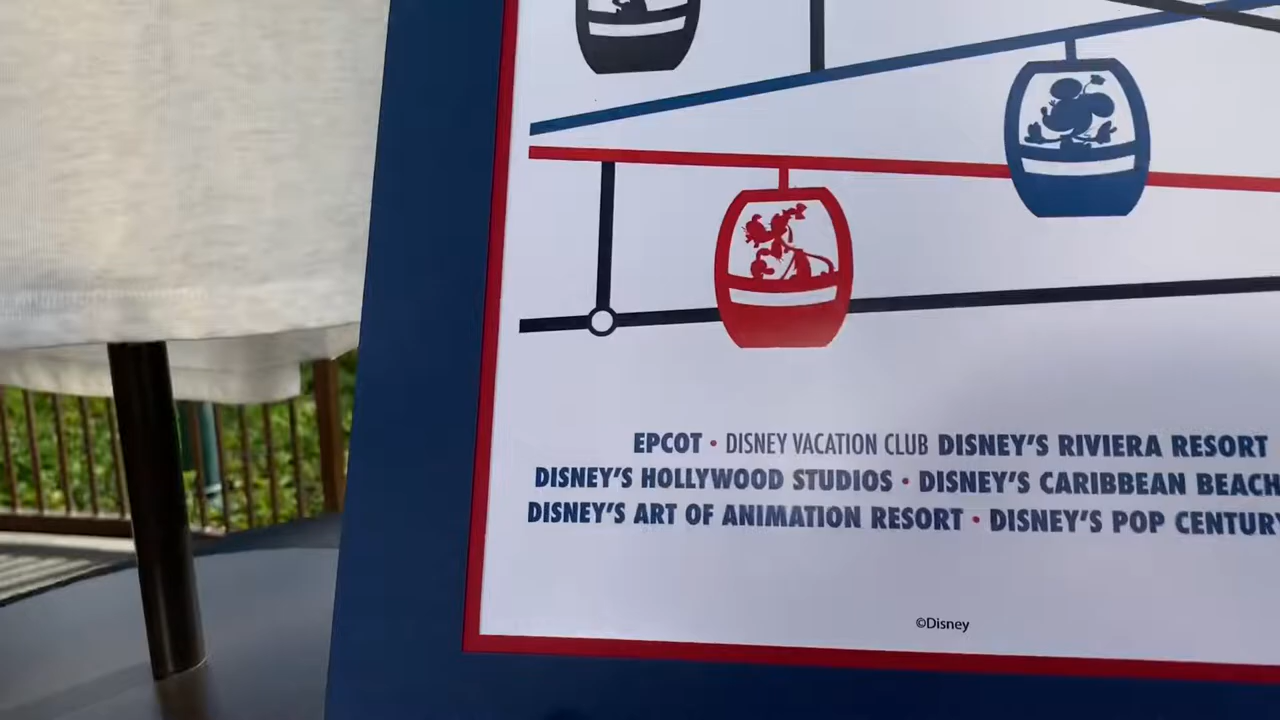 EPCOT • DISNEY VACATION CLUB DISNEY'S RIVIERA RESORT
DISNEY'S HOLLYWOOD STUDIOS • DISNEY'S CARIBBEAN BEACH
DISNEY'S ART OF ANIMATION RESORT • DISNEY'S POP CENTURY
©Disney